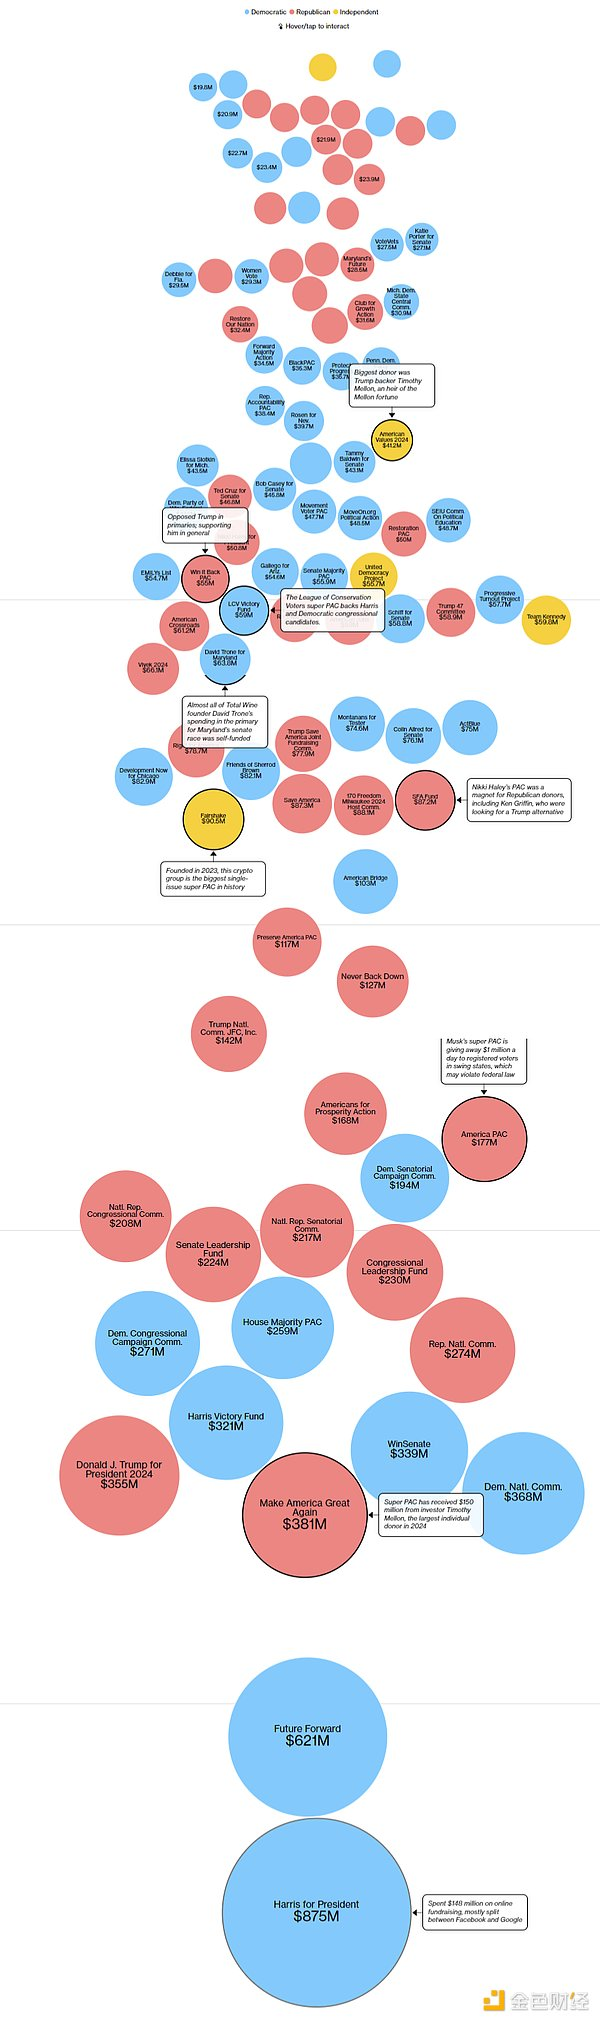 Democratic Republican Independent
Hover/tap to interact
$19.8M
$20.9M
$21.9M
$22.7M
$23.4M
$23.9M
Katie
Porter for
Senate
$27.1M
VoteVets
$27.6M
Maryland's
Future
$28.6M
Debbie for
Fla.
$29.5M
Women
Vote
$29.3M
Mich. Dem.
State
Central
Comm.
$30.9M
Club for
Growth
Action
$31.6M
Restore
Our Nation
$32.4M
Forward
Majority
Action
$34.5M
BlackPAC
$36.3M
Penn. Dem.
Biggest donor was
Trump backer Timothy
Mellon, an heir of the
Mellon fortune
Rep.
Accountability
PAC
$38.4M
Rosen for
Nev.
$39.7M
American
Values 2024
$41.2M
Elissa Slotkin
for Mich.
$43.5M
Tammy
Baldwin for
Senate
$43.1M
Ted Cruz for
Senate
$46.8M
Bob Casey for
Senate
$45.8M
Dem. Party of
Movement
Voter PAC
$47.7M
MoveOn.org
Political Action
$48.5M
SEIU Comm.
On Political
Education
$48.7M
Opposed Trump in
primaries; supporting
him in general
$50.8M
Restoration
PAC
$50M
EMILYs List
$54.7M
Win It Back
PAC
$55M
Gallego for
Ariz.
$54.6M
Senate Majority
PAC
$55.9M
United
Democracy
Project
$55.7M
LCV Victory
Fund
$59M
The League of Conservation
Voters super PAC backs Harris
and Democratic congressional
candidates.
Schiff for
Senate
$58.8M
Trump 47
Committee
$58.9M
Progressive
Turnout Project
$57.7M
Team Kennedy
$59.8M
American
Crossroads
$61.2M
David Trone for
Maryland
$63.8M
Vivek 2024
$66.1M
Almost all of Total Wine
founder David Trone's
spending in the primary
for Maryland's senate
race was self-funded
$78.7M
Trump Save
America Joint
Fundraising
Comm.
$77.9M
Montanans for
Tester
$74.6M
Colin Allred for
Senate
$76.1M
ActBlue
$75M
Development Now
for Chicago
$82.9M
Friends of Sherrod
Brown
$82.1M
Save America
$87.3M
170 Freedom
Milwaukee 2024
Host Comm.
$88.1M
SFA Fund
$87.2M
Nikki Haley's PAC was a
magnet for Republican donors,
including Ken Griffin, who were
looking for a Trump alternative
Fairshake
$90.5M
Founded in 2023, this crypto
group is the biggest single-
issue super PAC in history
American Bridge
$103M
Preserve America PAC
$117M
Never Back Down
$127M
Trump Natl.
Comm. JFC, Inc.
$142M
Musk's super PAC is
giving away $1 million a
day to registered voters
in swing states, which
may violate federal law
Americans for
Prosperity Action
$168M
America PAC
$177M
Dem. Senatorial
Campaign Comm.
$194M
Natl. Rep.
Congressional Comm.
$208M
Natl. Rep. Senatorial
Comm.
$217M
Senate Leadership
Fund
$224M
Congressional
Leadership Fund
$230M
House Majority PAC
$259M
Dem. Congressional
Campaign Comm.
$271M
Rep. Natl. Comm.
$274M
Harris Victory Fund
$321M
WinSenate
$339M
Donald J. Trump for
President 2024
$355M
Dem. Natl. Comm.
$368M
Make America Great
Again
$381M
Super PAC has received $150
million from investor Timothy
Mellon, the largest individual
donor in 2024
Future Forward
$621M
Harris for President
$875M
Spent $148 million on online
fundraising, mostly split
between Facebook and Google
金色财经